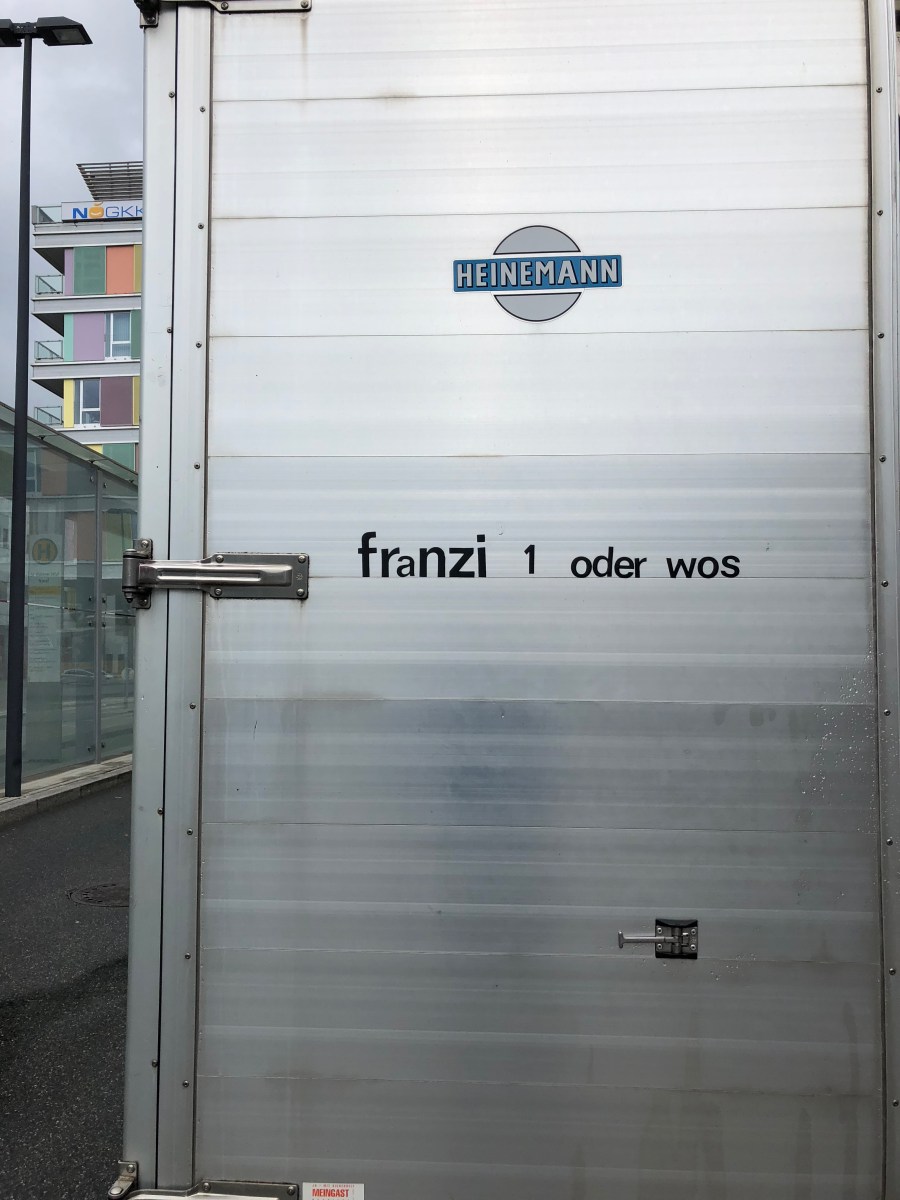 NÖGKK
HEINEMANN
franzi 1 oder wos
H
MEINGAST